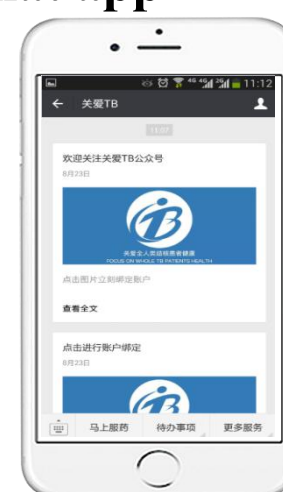 11:12
关爱TB
11:07
欢迎关注关爱TB公众号
6月23日
TB
关爱全人类结核患者健康
FOCUS ON WHOLE TB PATIENTS HEALTH
点击图片立刻绑定账户
查看全文
点击进行账户绑定
6月23日
TB
马上服药 待办事项 更多服务